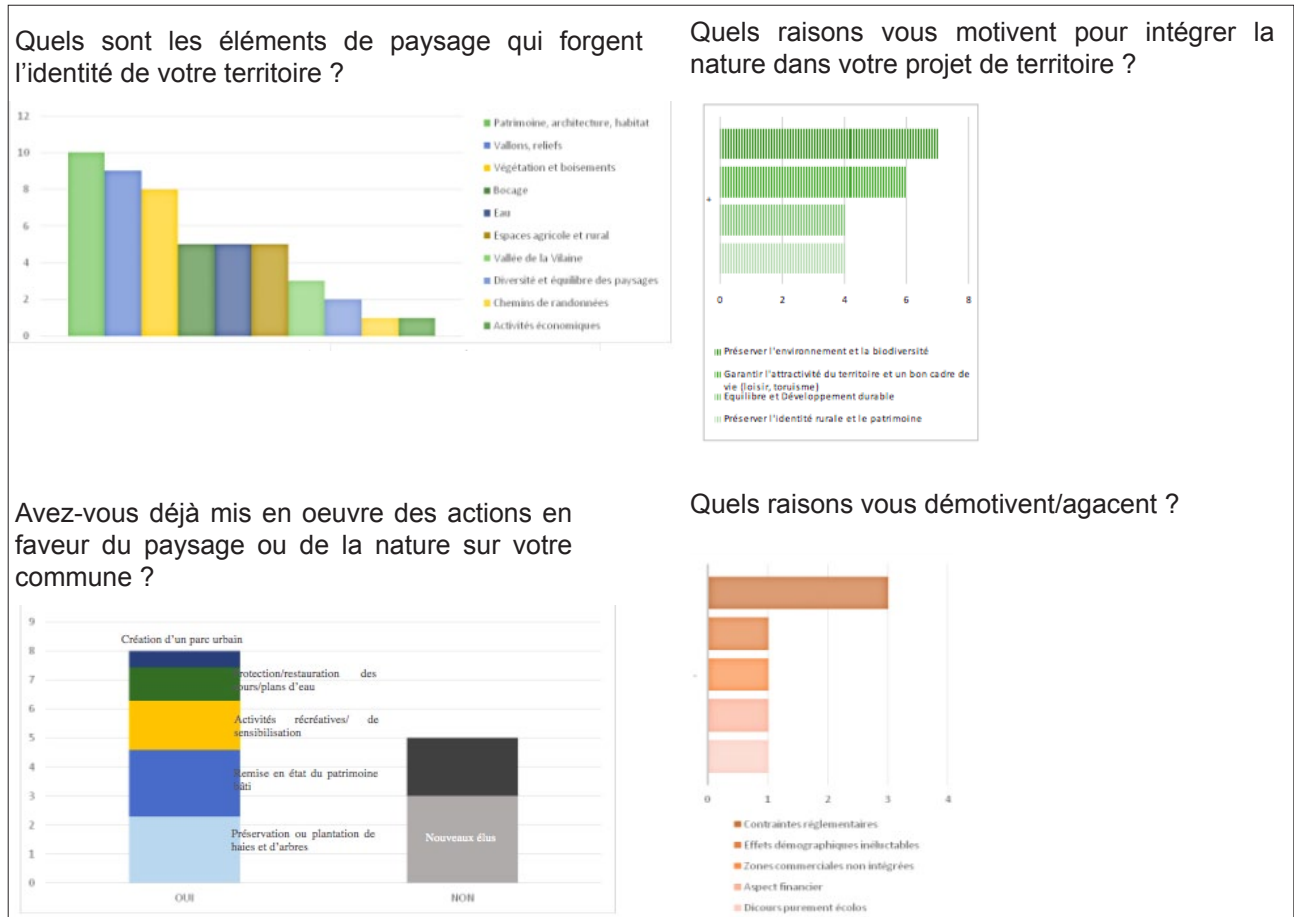 Quels sont les éléments de paysage qui forgent
l'identité de votre territoire ?
12
10
8
6
4
2
0
Patrimoine, architecture, habitat
Vallons, reliefs
Végétation et boisements
Bocage
Eau
Espaces agricole et rural
Vallée de la Vilaine
Diversité et équilibre des paysages
Chemins de randonnées
Activités économiques
Quels raisons vous motivent pour intégrer la
nature dans votre projet de territoire ?
+
0 2 4 6 8
Préserver l'environnement et la biodiversité
Garantir l'attractivité du territoire et un bon cadre de
vie (loisir, toruisme)
Equilibre et Développement durable
Préserver l'identité rurale et le patrimoine
Avez-vous déjà mis en oeuvre des actions en
faveur du paysage ou de la nature sur votre
commune ?
9
8
7
6
5
4
3
2
1
0
Création d'un parc urbain
Protection/restauration des
cours/plans d'eau
Activités récréatives/ de
sensibilisation
Remise en état du patrimoine
bâti
Préservation ou plantation de
haies et d'arbres
Nouveaux élus
OUI NON
Quels raisons vous démotivent/agacent ?
-
0 1 2 3 4
Contraintes réglementaires
Effets démographiques inéluctables
Zones commerciales non intégrées
Aspect financier
Dicours purement écolos